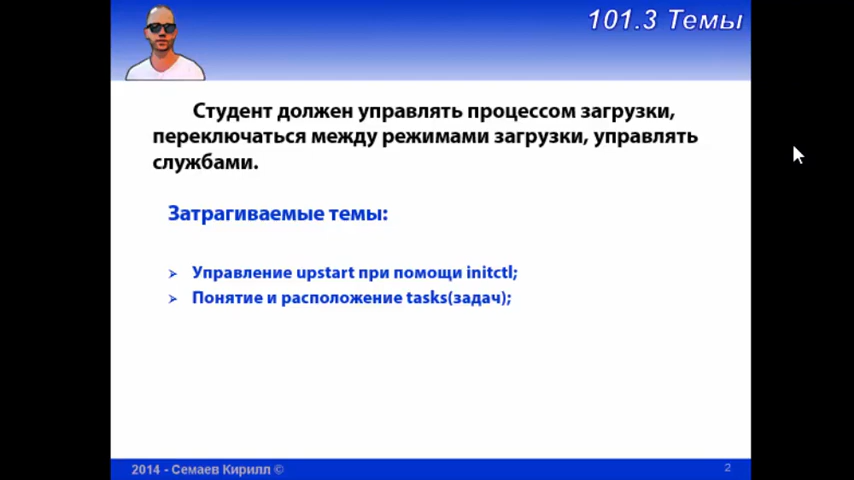 101.3 Темы
Студент должен управлять процессом загрузки,
переключаться между режимами загрузки, управлять
службами.
Затрагиваемые темы:
Управление upstart при помощи initctl;
Понятие и расположение tasks(задач);
2014 - Семаев Кирилл ©
2